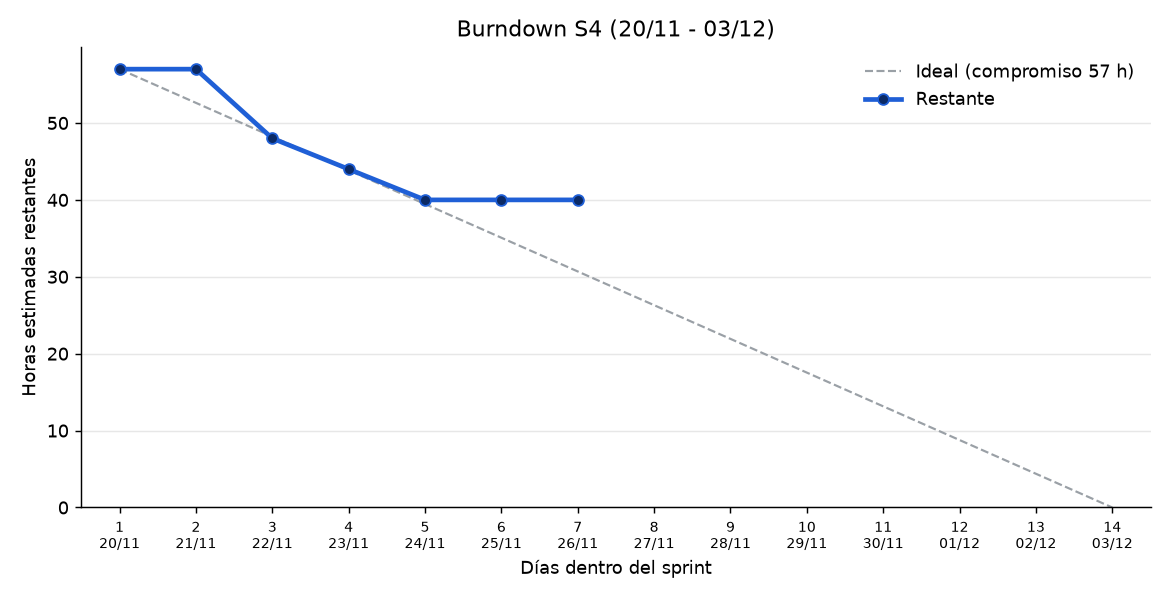 Burndown S4 (20/11 - 03/12)
Ideal (compromiso 57 h)
Restante
Horas estimadas restantes
50
40
30
20
10
0
1 2 3 4 5 6 7 8 9 10 11 12 13 14
20/11 21/11 22/11 23/11 24/11 25/11 26/11 27/11 28/11 29/11 30/11 01/12 02/12 03/12
Días dentro del sprint